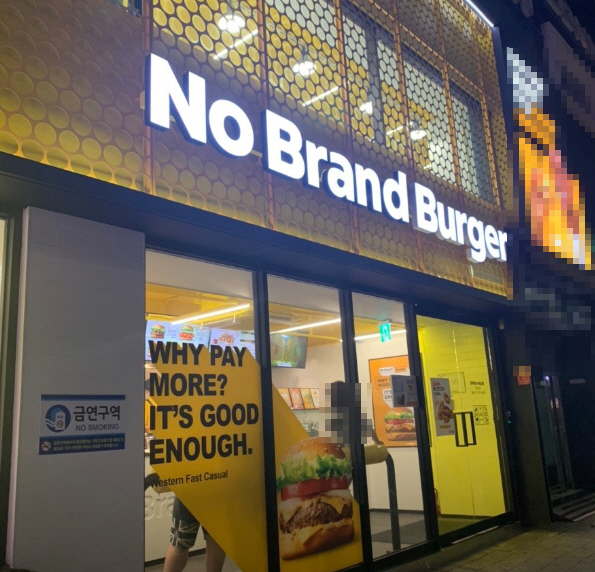 No Brand Burger
WHY PAY
MORE?
IT'S GOOD
ENOUGH.
Western Fast Casual
금연구역
NO SMOKING